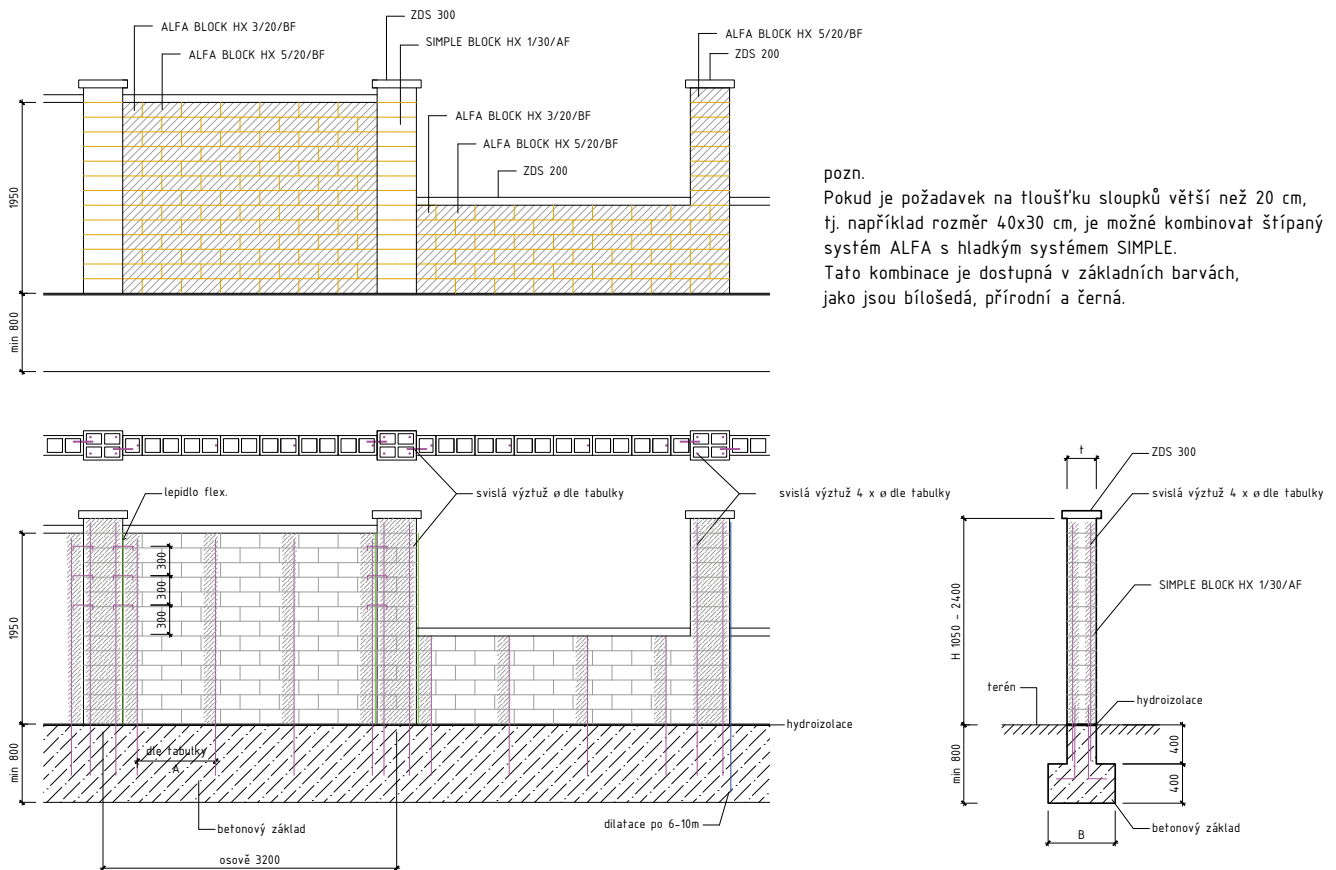 ALFA BLOCK HX 3/20/BF
ALFA BLOCK HX 5/20/BF
ZDS 300
SIMPLE BLOCK HX 1/30/AF
ALFA BLOCK HX 5/20/BF
ZDS 200
ALFA BLOCK HX 3/20/BF
ALFA BLOCK HX 5/20/BF
ZDS 200
1950
min 800
pozn.
Pokud je požadavek na tloušťku sloupků větší než 20 cm,
tj. například rozměr 40x30 cm, je možné kombinovat štípaný
systém ALFA s hladkým systémem SIMPLE.
Tato kombinace je dostupná v základních barvách,
jako jsou bílošedá, přírodní a černá.
lepidlo flex.
svislá výztuž ø dle tabulky
svislá výztuž 4 x ø dle tabulky
300
300
300
1950
min 800
hydroizolace
dle tabulky
A
betonový základ
dilatace po 6-10m
osově 3200
t
ZDS 300
svislá výztuž 4 x ø dle tabulky
SIMPLE BLOCK HX 1/30/AF
H 1050 - 2400
terén
hydroizolace
min 800
400
400
betonový základ
B